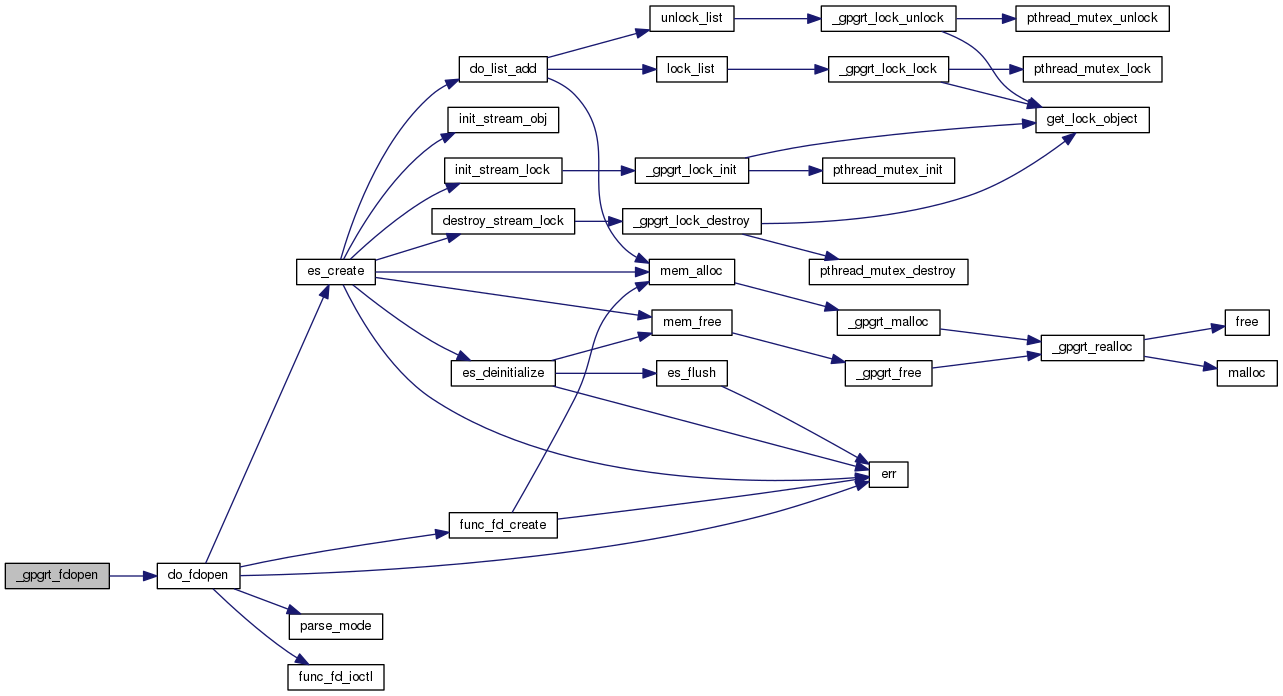 unlock_list
_gpgrt_lock_unlock
pthread_mutex_unlock
do_list_add
lock_list
_gpgrt_lock_lock
pthread_mutex_lock
init_stream_obj
get_lock_object
init_stream_lock
_gpgrt_lock_init
pthread_mutex_init
destroy_stream_lock
_gpgrt_lock_destroy
es_create
mem_alloc
pthread_mutex_destroy
mem_free
_gpgrt_malloc
free
_gpgrt_realloc
es_deinitialize
es_flush
_gpgrt_free
malloc
err
func_fd_create
_gpgrt_fdopen
do_fdopen
parse_mode
func_fd_ioctl